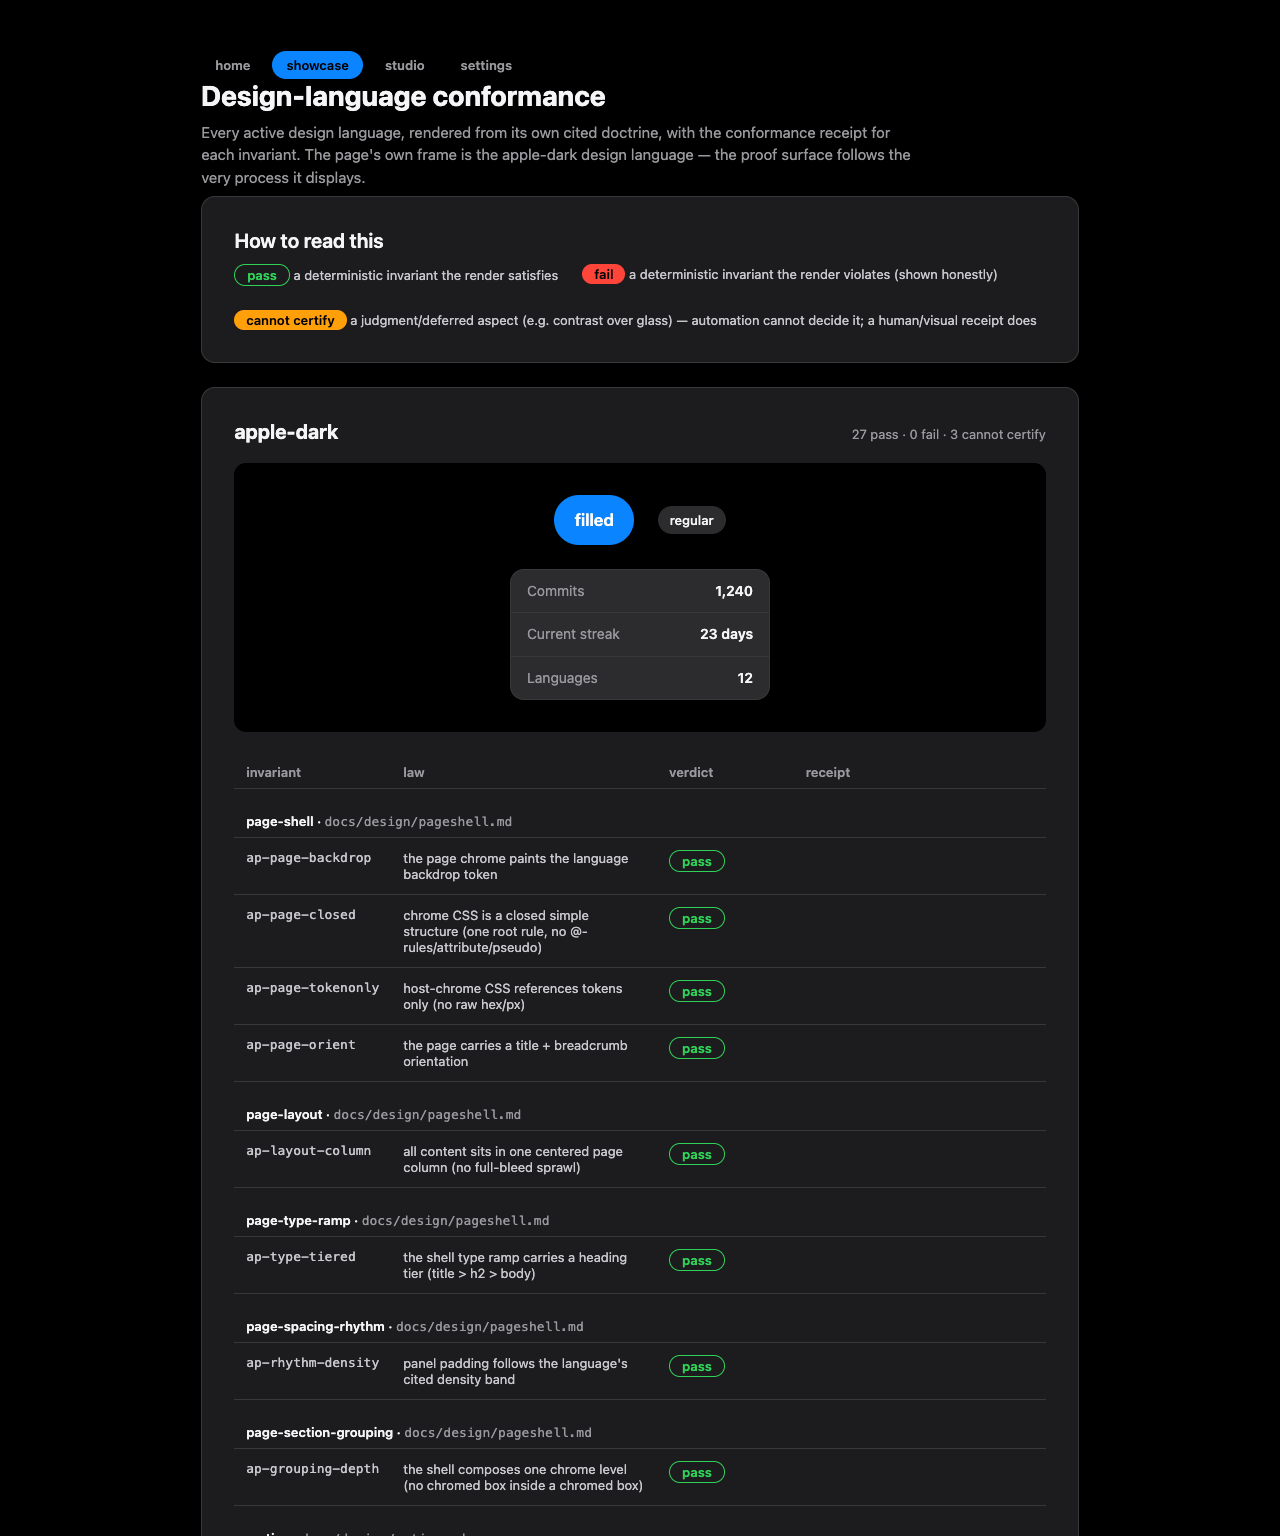 home showcase studio settings
Design-language conformance
Every active design language, rendered from its own cited doctrine, with the conformance receipt for
each invariant. The page's own frame is the apple-dark design language — the proof surface follows the
very process it displays.
How to read this
pass a deterministic invariant the render satisfies fail a deterministic invariant the render violates (shown honestly)
cannot certify a judgment/deferred aspect (e.g. contrast over glass) — automation cannot decide it; a human/visual receipt does
apple-dark 27 pass · 0 fail · 3 cannot certify
filled regular
Commits 1,240
Current streak 23 days
Languages 12
invariant law verdict receipt
page-shell · docs/design/pageshell.md
ap-page-backdrop the page chrome paints the language pass
backdrop token
ap-page-closed chrome CSS is a closed simple pass
structure (one root rule, no @-
rules/attribute/pseudo)
ap-page-tokenonly host-chrome CSS references tokens pass
only (no raw hex/px)
ap-page-orient the page carries a title + breadcrumb pass
orientation
page-layout · docs/design/pageshell.md
ap-layout-column all content sits in one centered page pass
column (no full-bleed sprawl)
page-type-ramp · docs/design/pageshell.md
ap-type-tiered the shell type ramp carries a heading pass
tier (title > h2 > body)
page-spacing-rhythm · docs/design/pageshell.md
ap-rhythm-density panel padding follows the language's pass
cited density band
page-section-grouping · docs/design/pageshell.md
ap-grouping-depth the shell composes one chrome level pass
(no chromed box inside a chromed box)